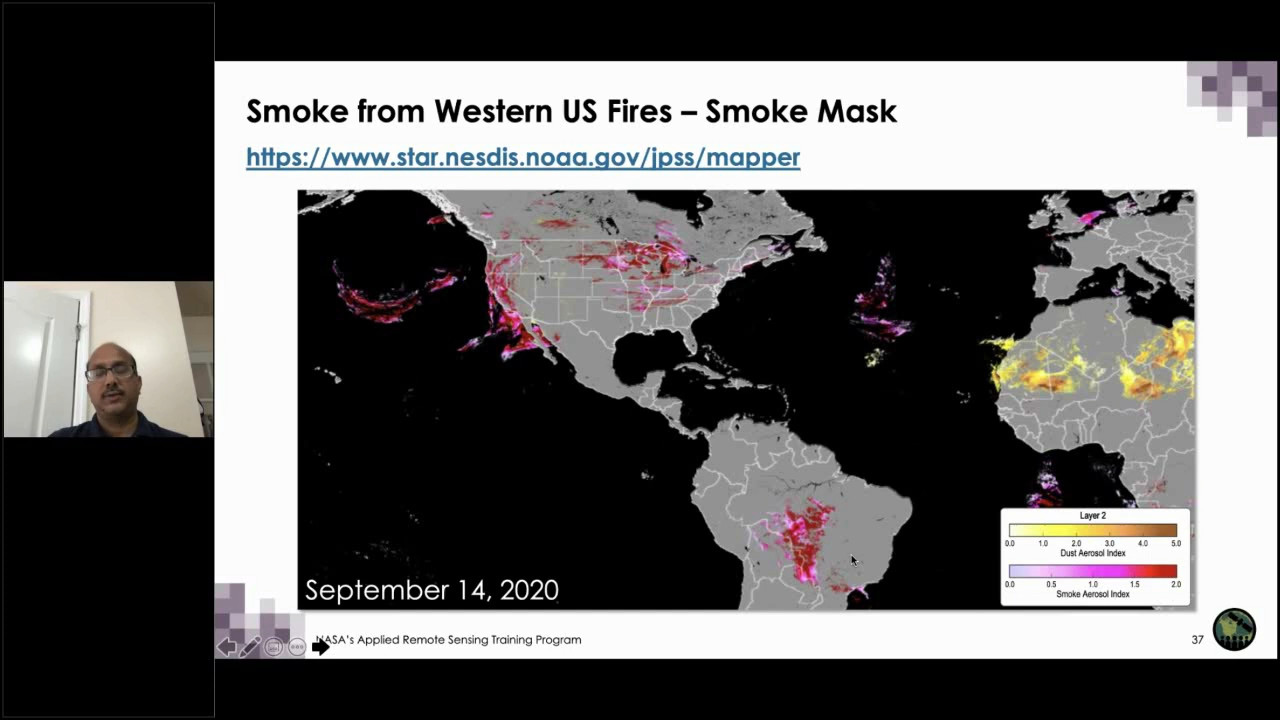 Smoke from Western US Fires – Smoke Mask
https://www.star.nesdis.noaa.gov/jpss/mapper
Layer 2
0.0 1.0 2.0 3.0 4.0 5.0
Dust Aerosol Index
0.0 0.5 1.0 1.5 2.0
Smoke Aerosol Index
September 14, 2020
NASA's Applied Remote Sensing Training Program
37